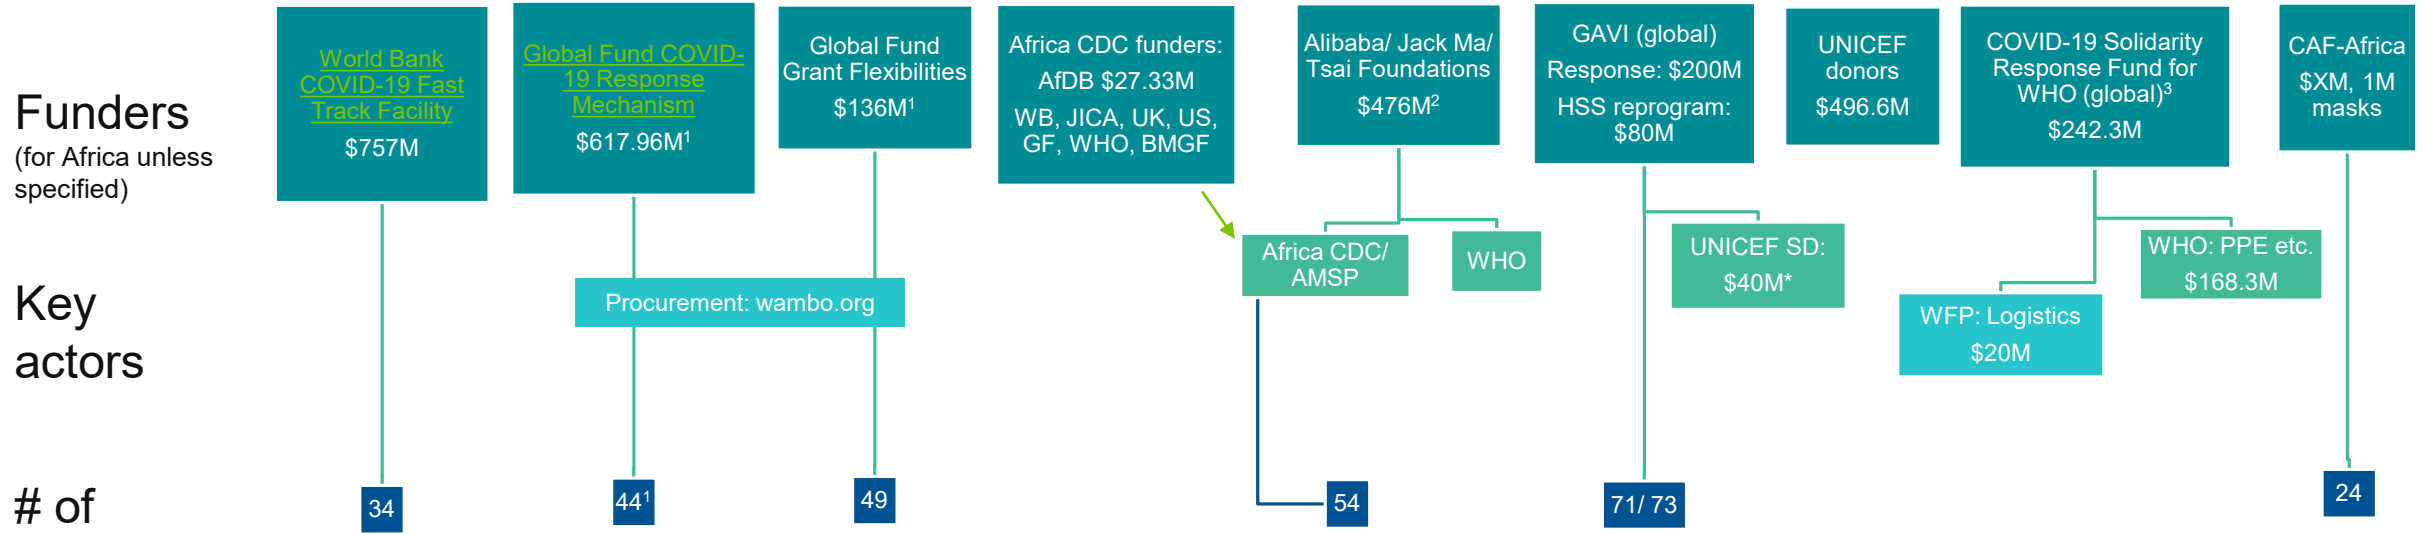 Funders
(for Africa unless
specified)
World Bank
COVID-19 Fast
Track Facility
$757M
Global Fund COVID-
19 Response
Mechanism
$617.96M¹
Global Fund
Grant Flexibilities
$136M¹
Africa CDC funders:
AfDB $27.33M
WB, JICA, UK, US,
GF, WHO, BMGF
Alibaba/ Jack Ma/
Tsai Foundations
$476M²
GAVI (global)
Response: $200M
HSS reprogram:
$80M
UNICEF
donors
$496.6M
COVID-19 Solidarity
Response Fund for
WHO (global)³
$242.3M
CAF-Africa
$XM, 1M
masks
Key
actors
Procurement: wambo.org
Africa CDC/
AMSP
WHO
UNICEF SD:
$40M*
WFP: Logistics
$20M
WHO: PPE etc.
$168.3M
# of
34
44¹
49
54
71/ 73
24